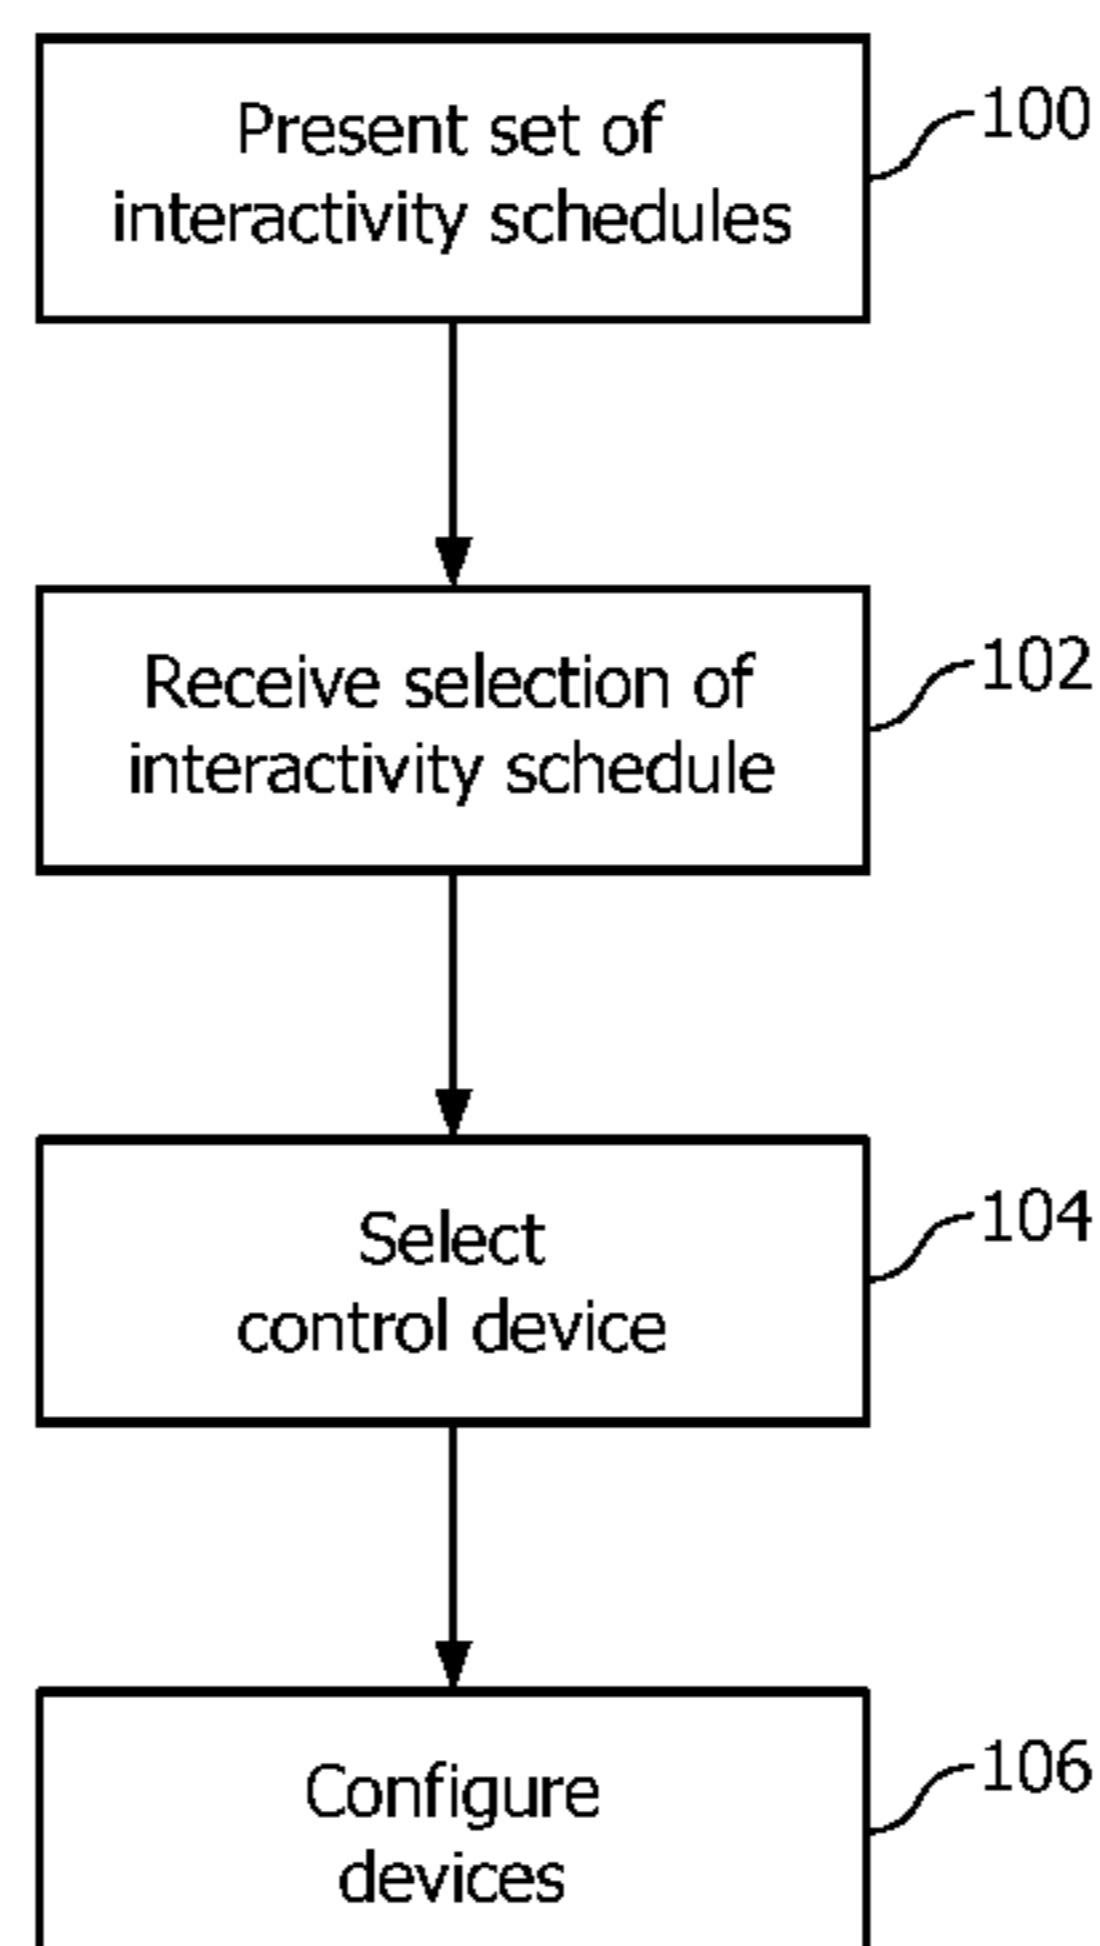 Present set of
interactivity schedules
100
Receive selection of
interactivity schedule
102
Select
control device
104
Configure
devices
106